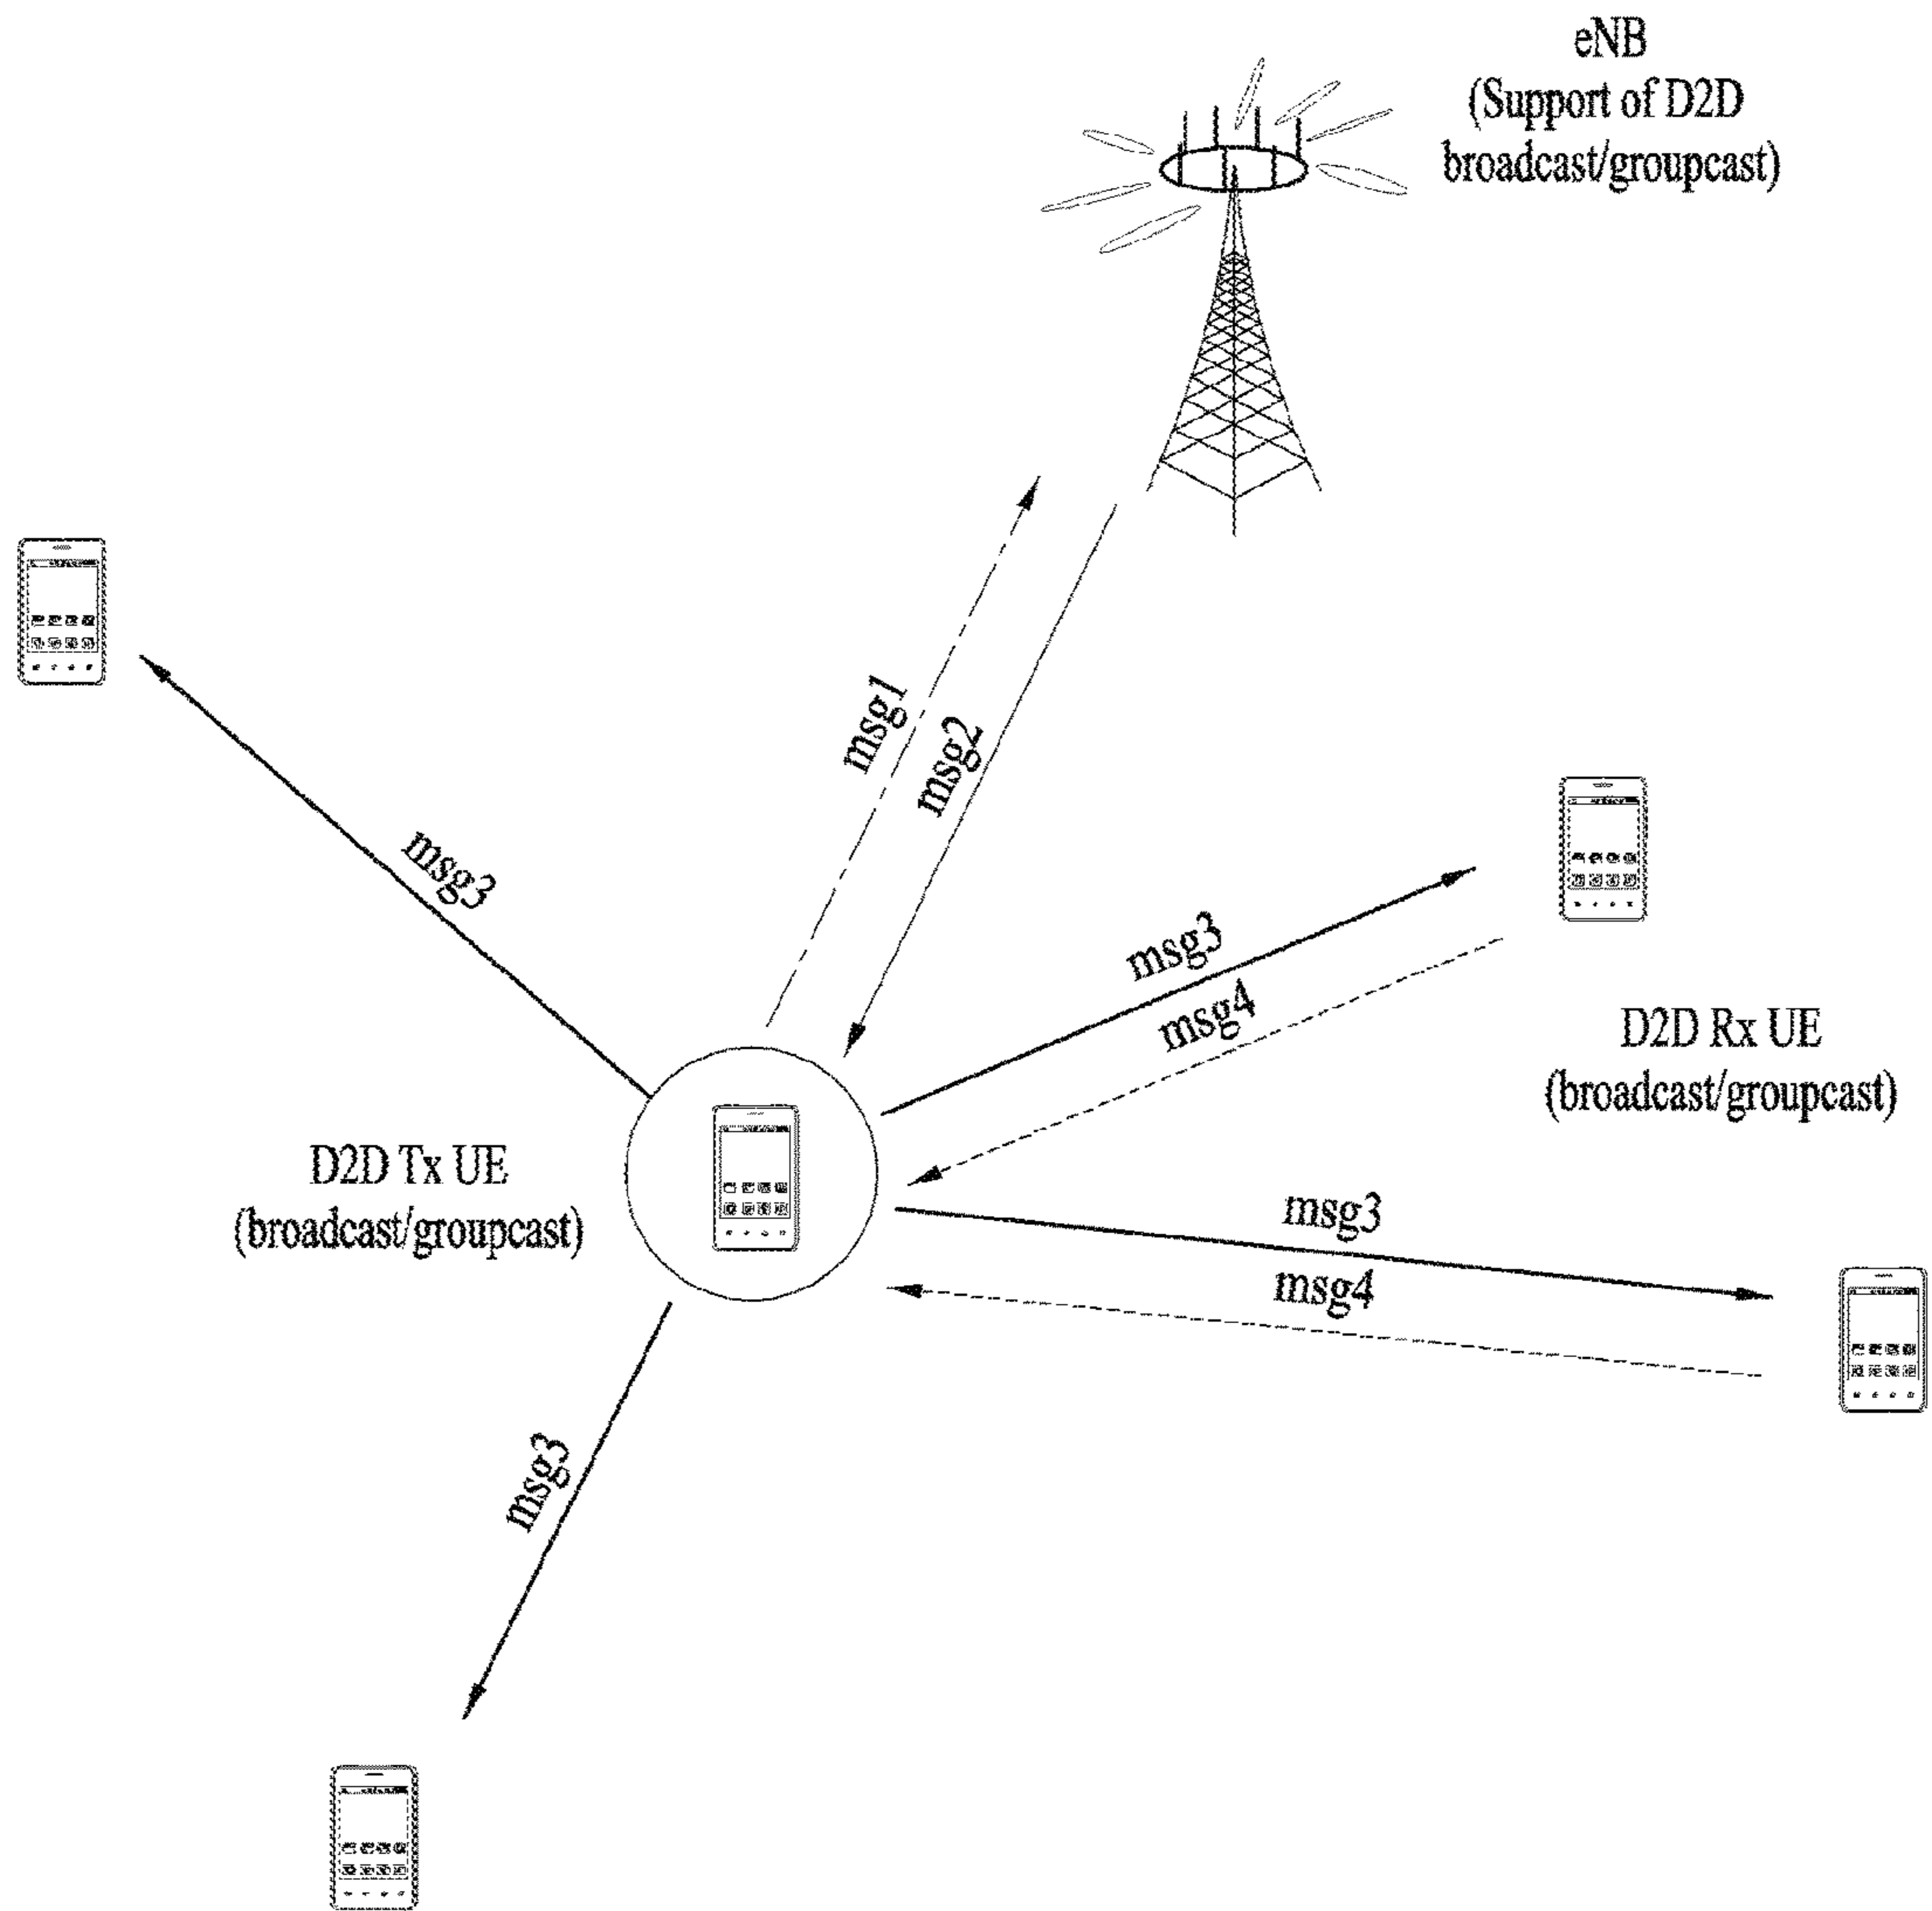 eNB
(Support of D2D
broadcast/groupcast)
msg1
msg2
msg3
msg3
msg4
D2D Rx UE
(broadcast/groupcast)
D2D Tx UE
(broadcast/groupcast)
msg3
msg4
msg3